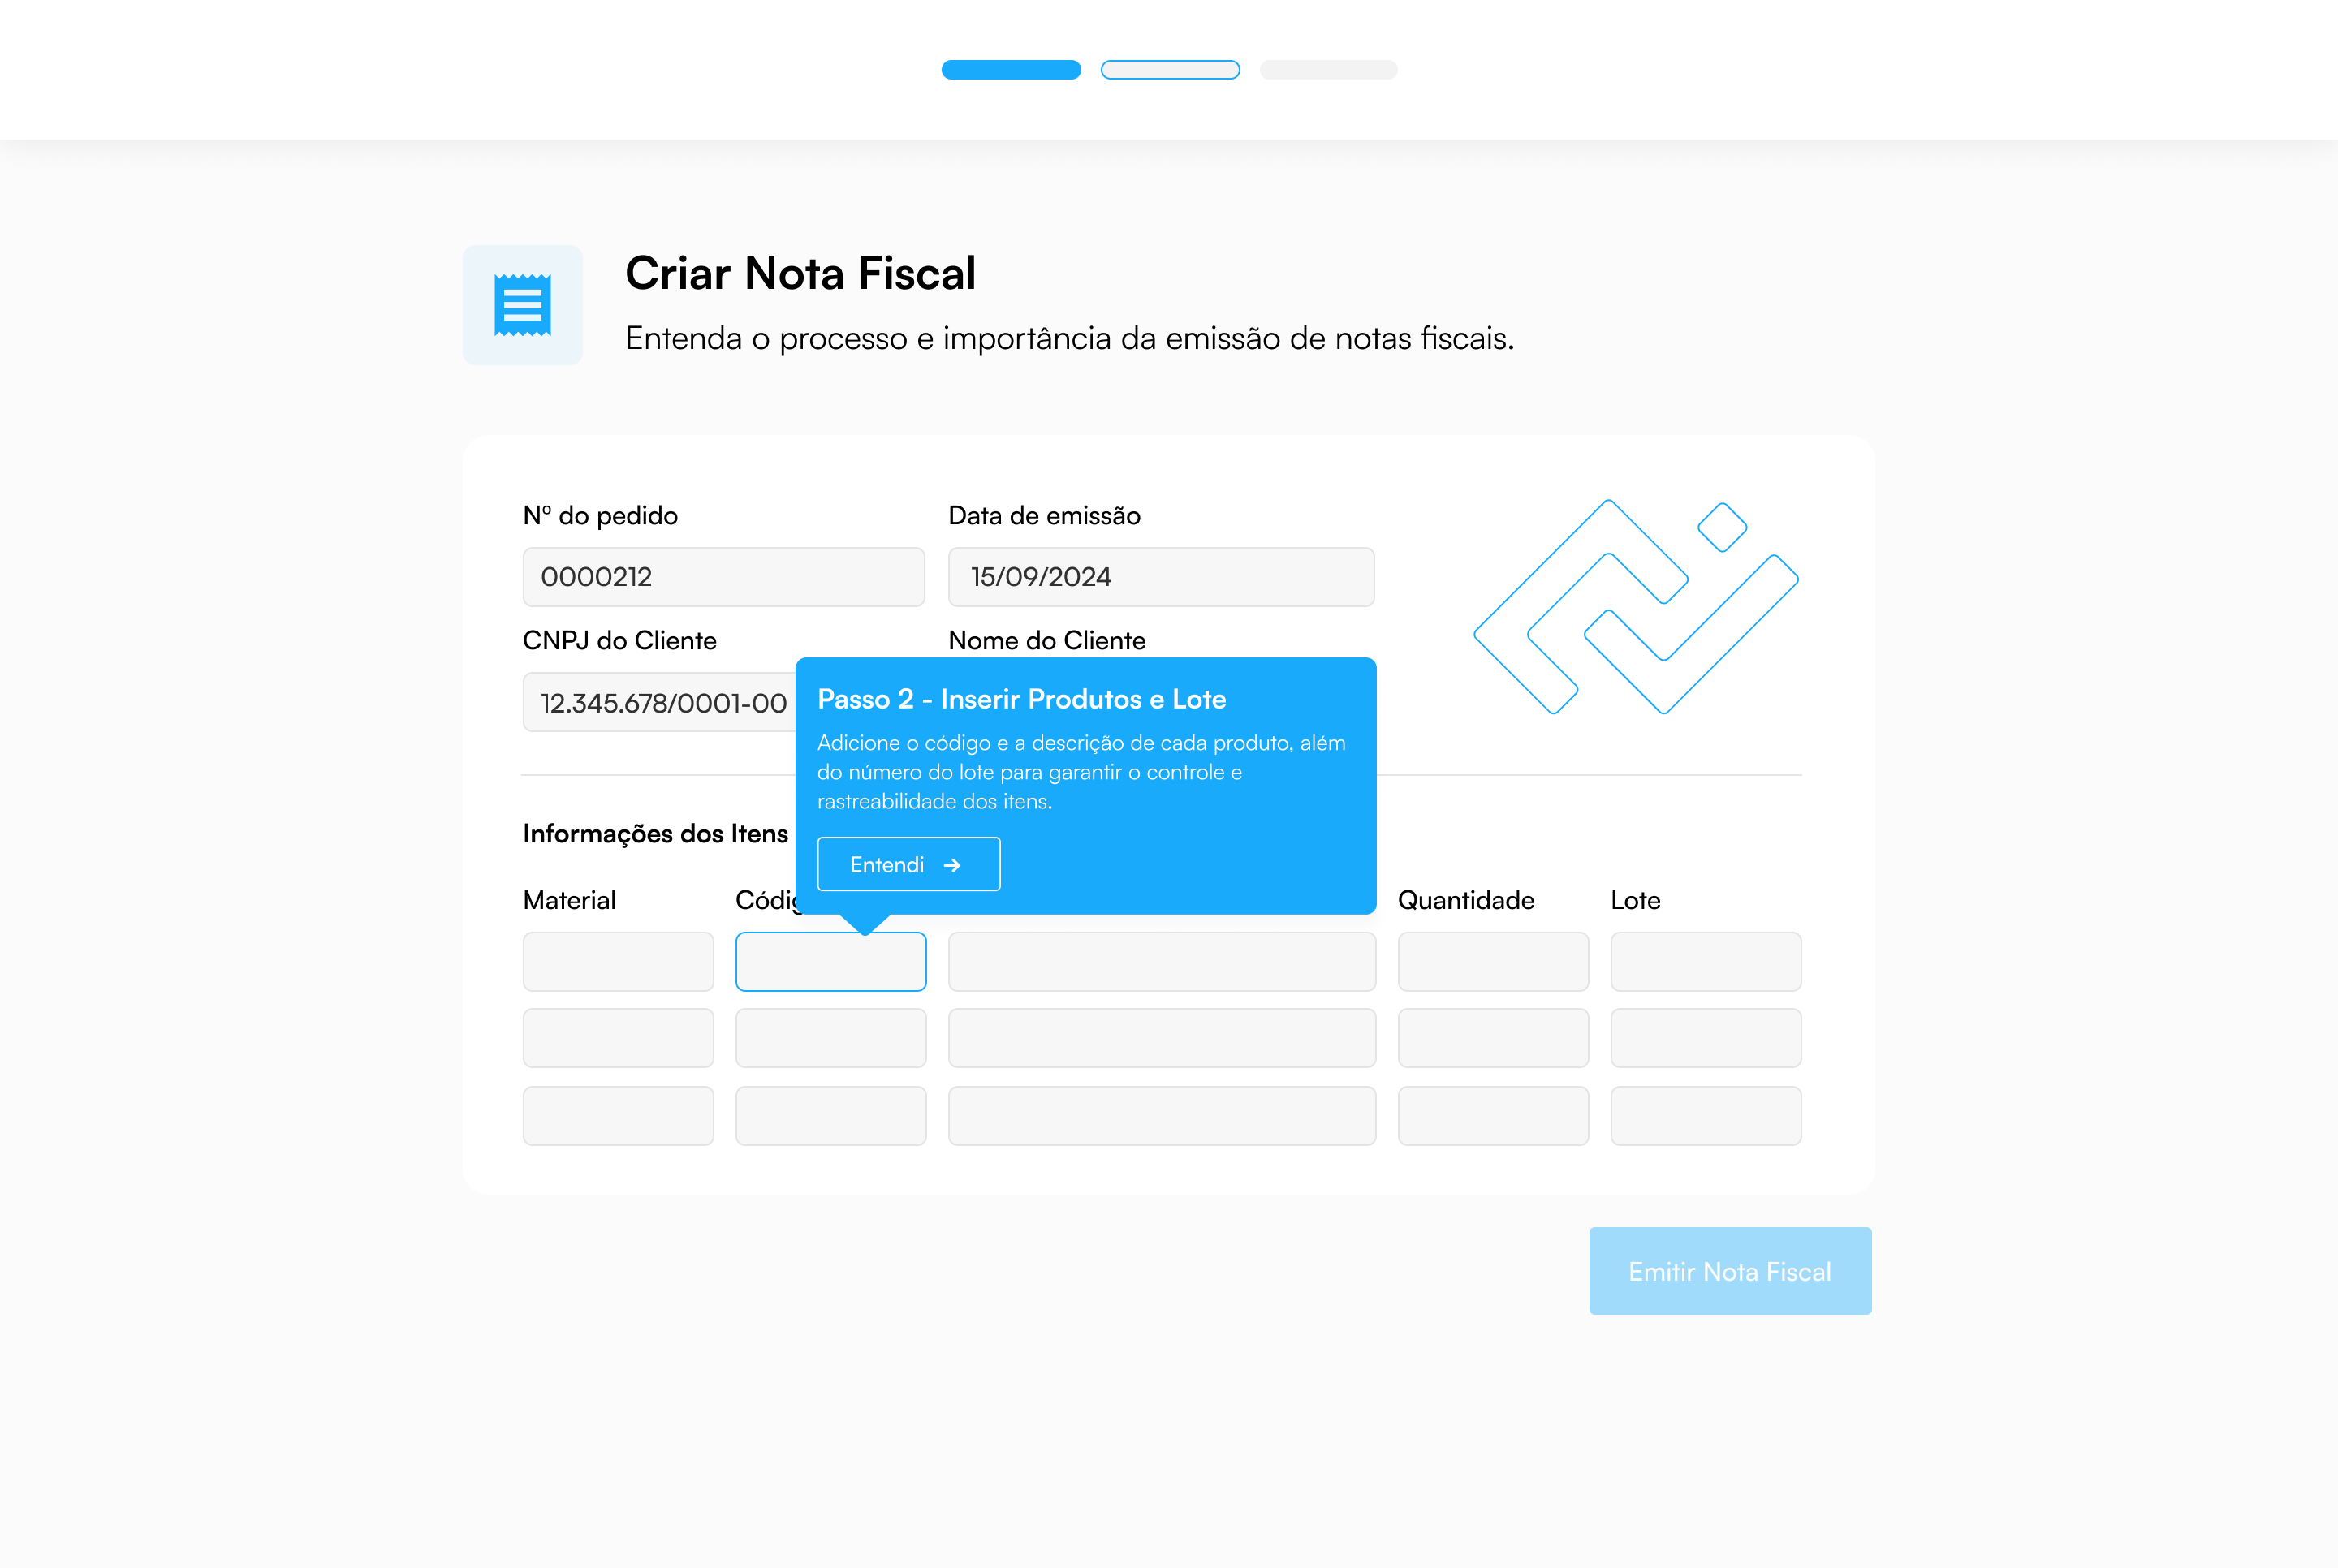 Criar Nota Fiscal
Entenda o processo e importância da emissão de notas fiscais.
Nº do pedido
Data de emissão
0000212
15/09/2024
CNPJ do Cliente
Nome do Cliente
12.345.678/0001-00
Passo 2 - Inserir Produtos e Lote
Adicione o código e a descrição de cada produto, além
do número do lote para garantir o controle e
rastreabilidade dos itens.
Entendi
Informações dos Itens
Material
Quantidade
Lote
Emitir Nota Fiscal